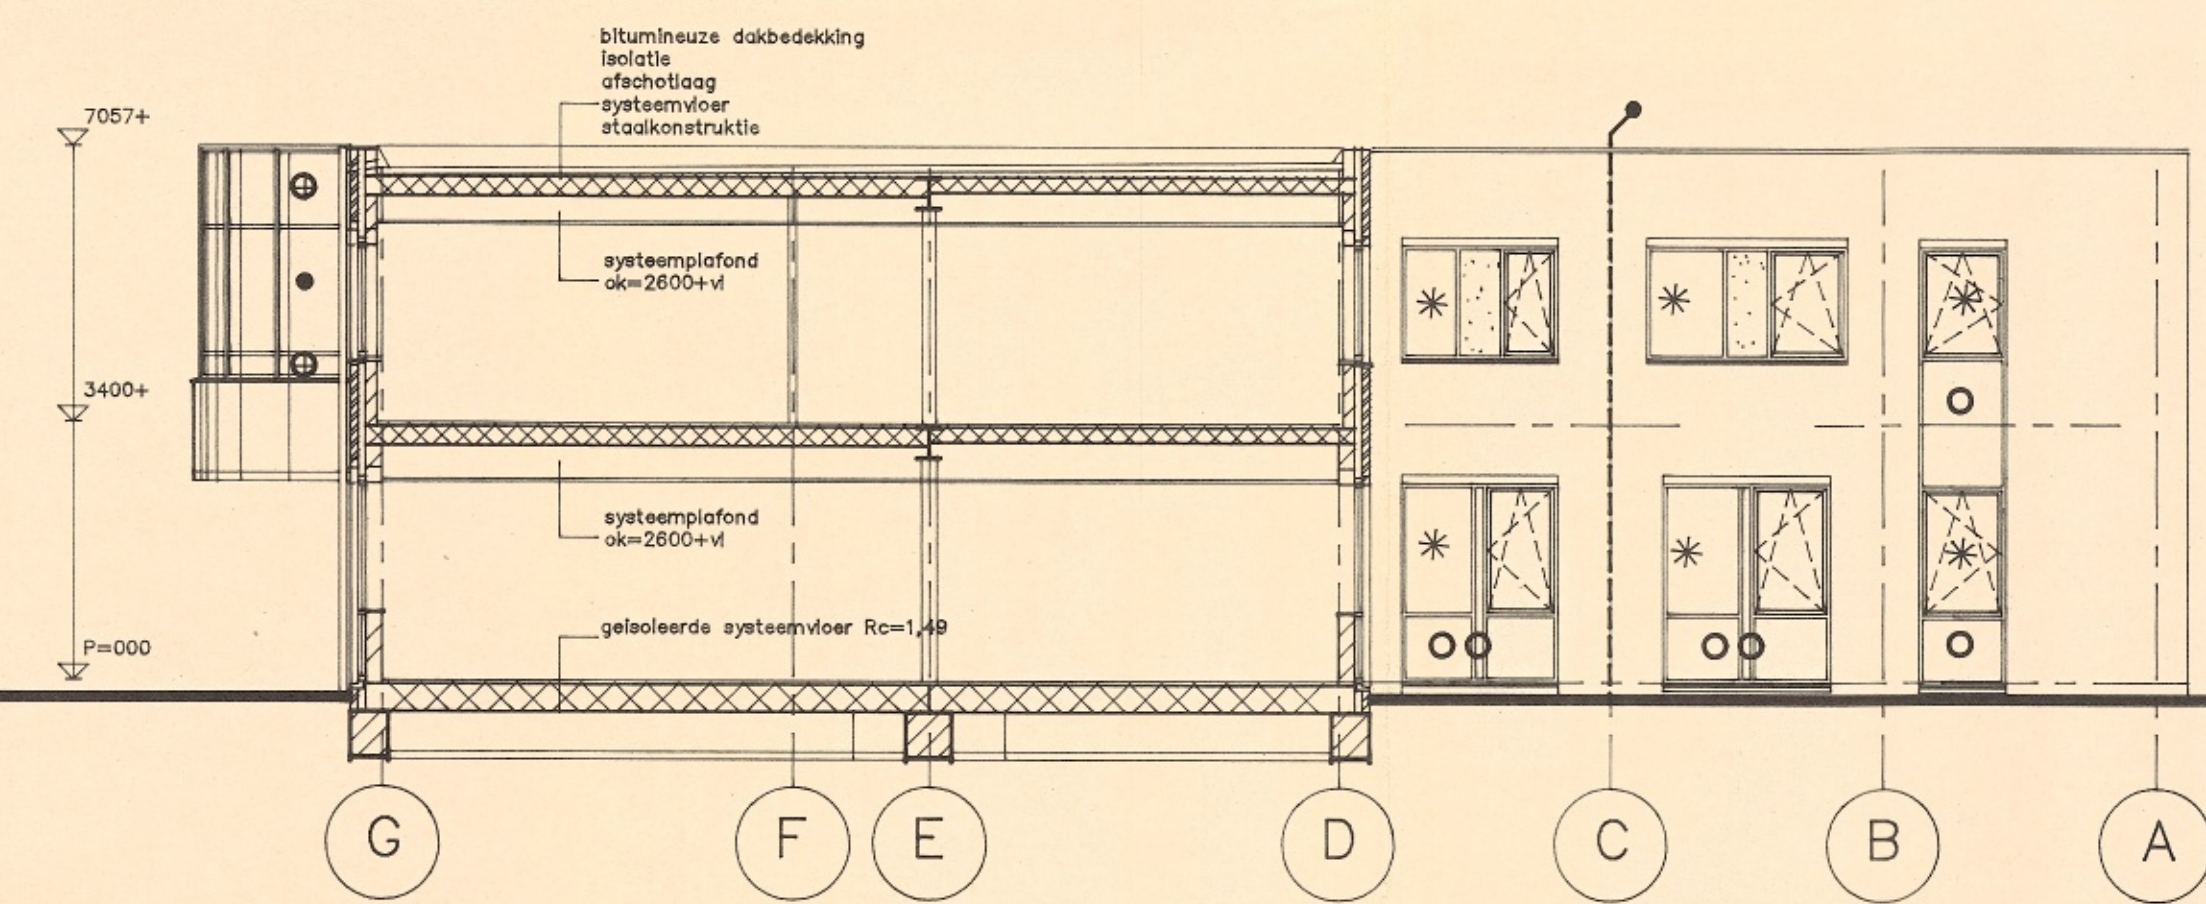 bitumineuze dakbedekking
isolatie
afschotlaag
systeemvloer
staalkonstruktie
7057+
systeemplafond
ok=2600+vl
3400+
systeemplafond
ok=2600+vl
geisoleerde systeemvloer Rc=1,49
P=000
G F E D C B A